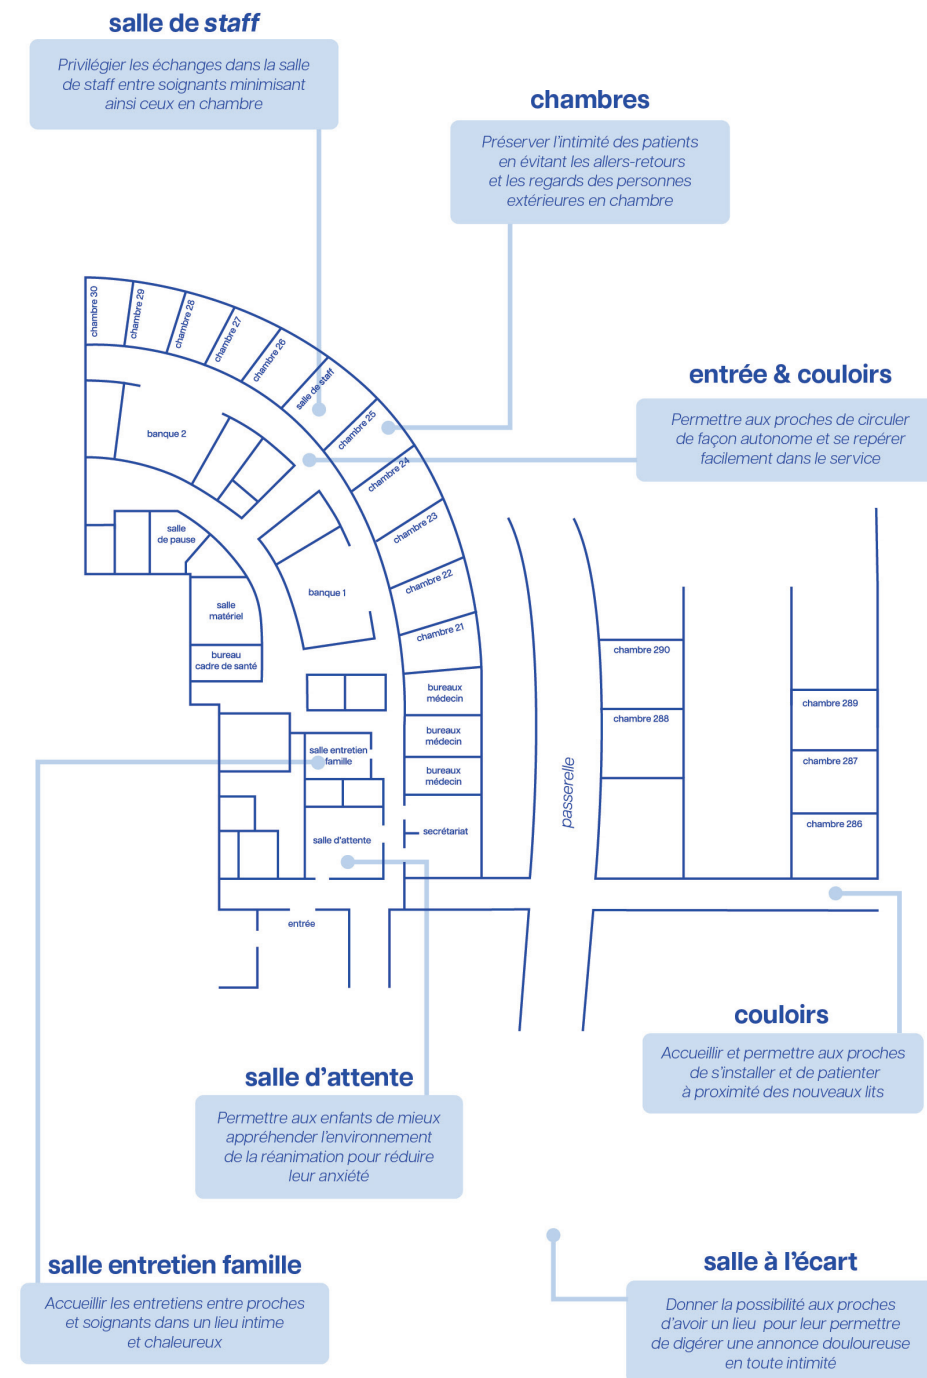 salle de staff
Privilégier les échanges dans la salle
de staff entre soignants minimisant
ainsi ceux en chambre
chambres
Préserver l'intimité des patients
en évitant les allers-retours
et les regards des personnes
extérieures en chambre
entrée & couloirs
Permettre aux proches de circuler
de façon autonome et se repérer
facilement dans le service
chambre 30
chambre 29
chambre 28
chambre 27
chambre 26
salle de staff
chambre 25
chambre 24
chambre 23
chambre 22
chambre 21
banque 2
salle
de pause
banque 1
salle
matériel
bureau
cadre de santé
bureaux
médecin
bureaux
médecin
bureaux
médecin
salle entretien
famille
salle d'attente
secrétariat
entrée
passerelle
chambre 290
chambre 288
chambre 289
chambre 287
chambre 286
couloirs
Accueillir et permettre aux proches
de s'installer et de patienter
à proximité des nouveaux lits
salle d'attente
Permettre aux enfants de mieux
appréhender l'environnement
de la réanimation pour réduire
leur anxiété
salle entretien famille
Accueillir les entretiens entre proches
et soignants dans un lieu intime
et chaleureux
salle à l'écart
Donner la possibilité aux proches
d'avoir un lieu pour leur permettre
de digérer une annonce douloureuse
en toute intimité